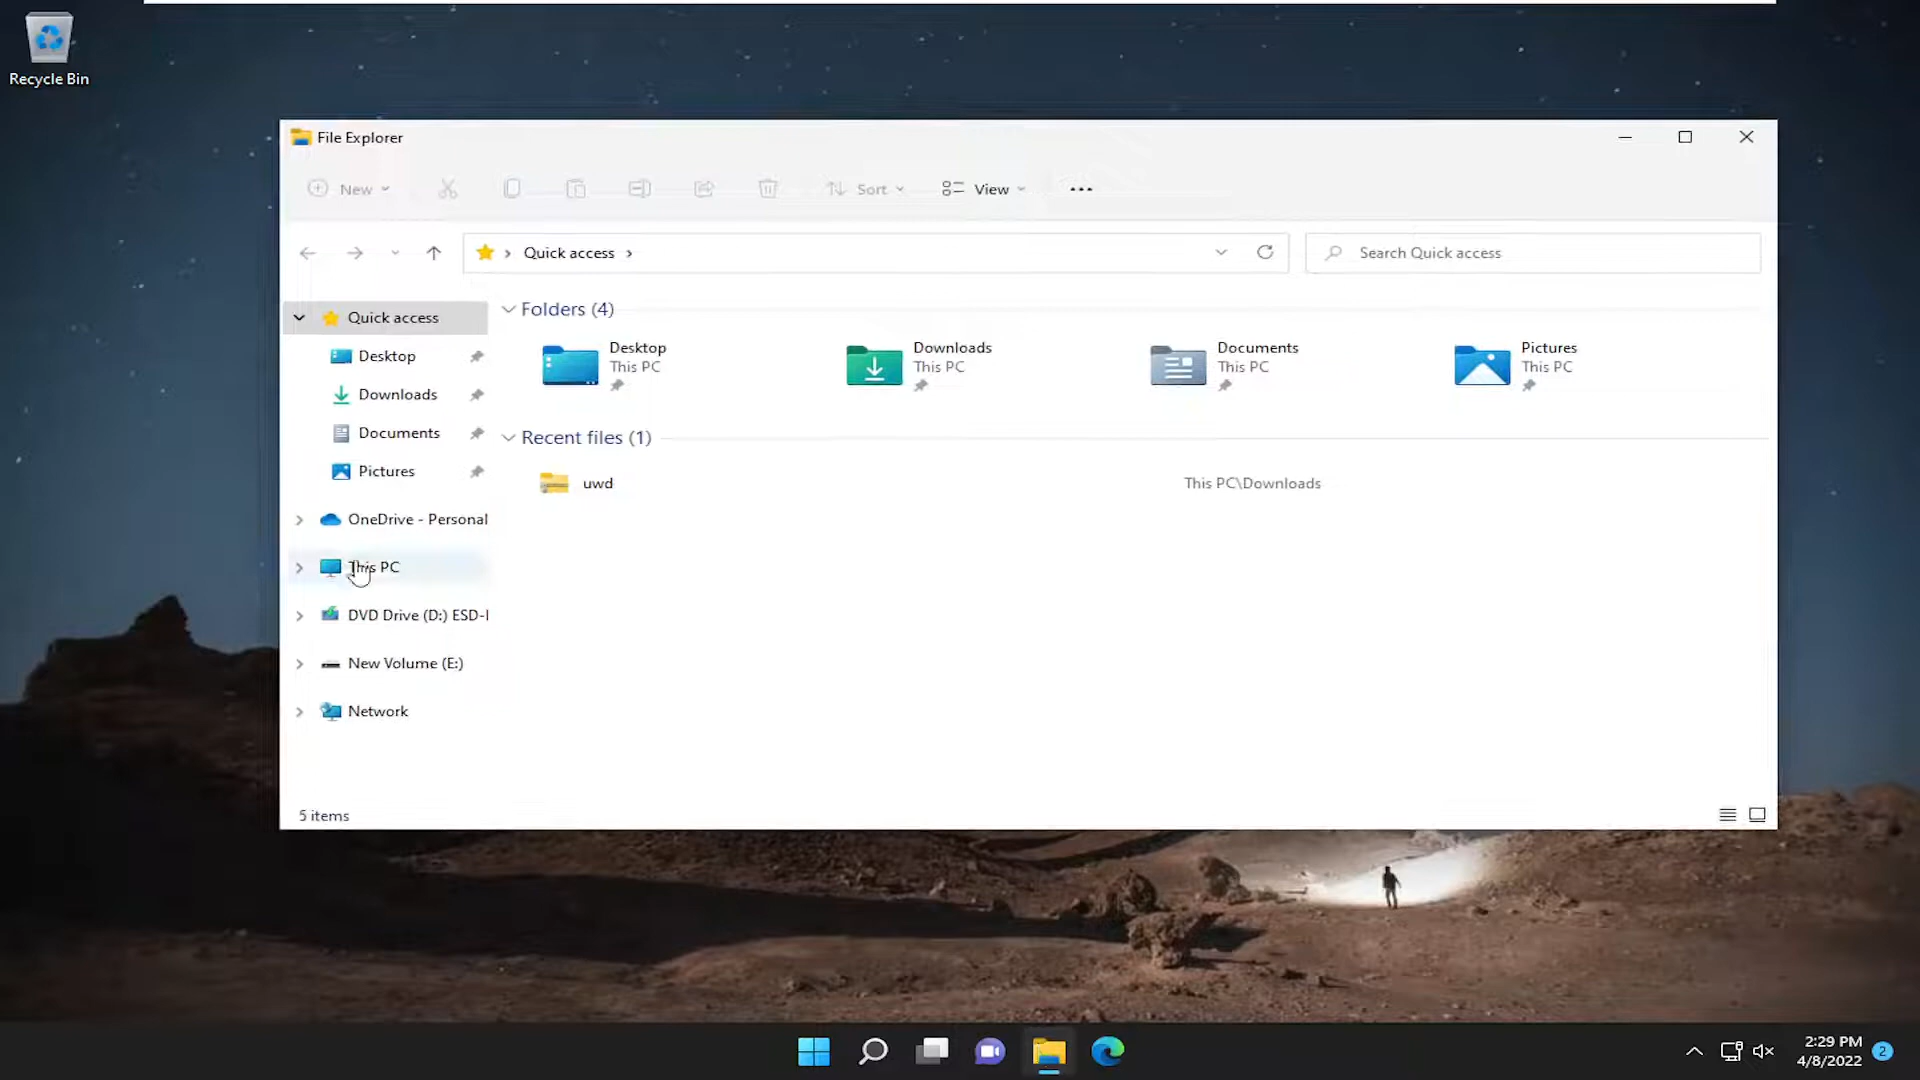 Recycle Bin
File Explorer
New
Sort
View
Quick access
Search Quick access
Quick access
Desktop
Downloads
Documents
Pictures
OneDrive - Personal
This PC
DVD Drive (D:) ESD-I
New Volume (E:)
Network
Folders (4)
Desktop
This PC
Downloads
This PC
Documents
This PC
Pictures
This PC
Recent files (1)
uwd
This PC\Downloads
5 items
2:29 PM
4/8/2022
2